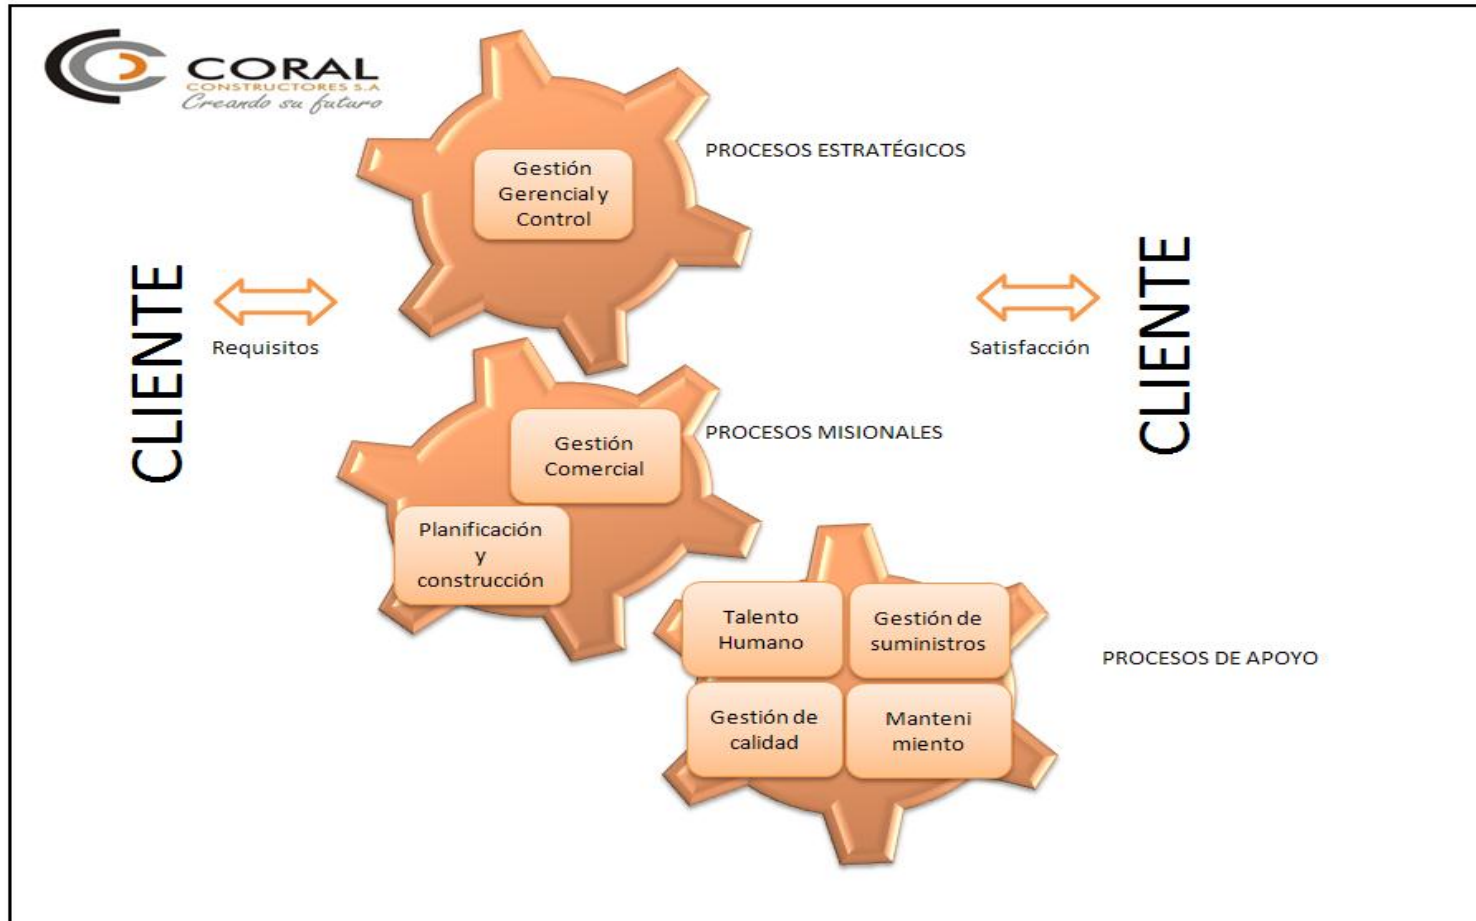 CORAL
CONSTRUCTORES S.A
Creando su futuro
PROCESOS ESTRATÉGICOS
Gestión
Gerencial y
Control
CLIENTE
Requisitos
Satisfacción
CLIENTE
PROCESOS MISIONALES
Gestión
Comercial
Planificación
y
construcción
Talento
Humano
Gestión de
suministros
PROCESOS DE APOYO
Gestión de
calidad
Manteni
miento